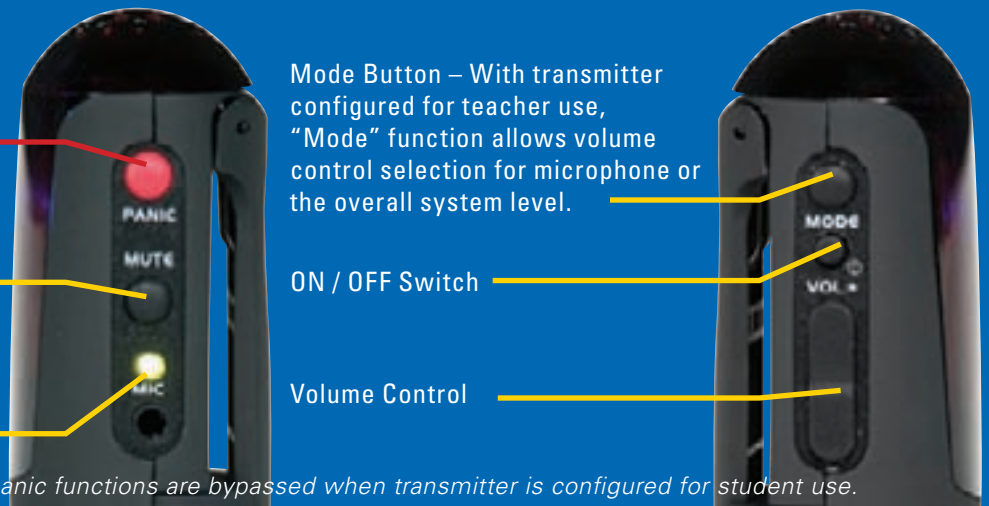 Mode Button – With transmitter
configured for teacher use,
“Mode” function allows volume
control selection for microphone or
the overall system level.
ON / OFF Switch
Volume Control
PANIC
MUTE
MIC
MODE
VOL
anic functions are bypassed when transmitter is configured for student use.